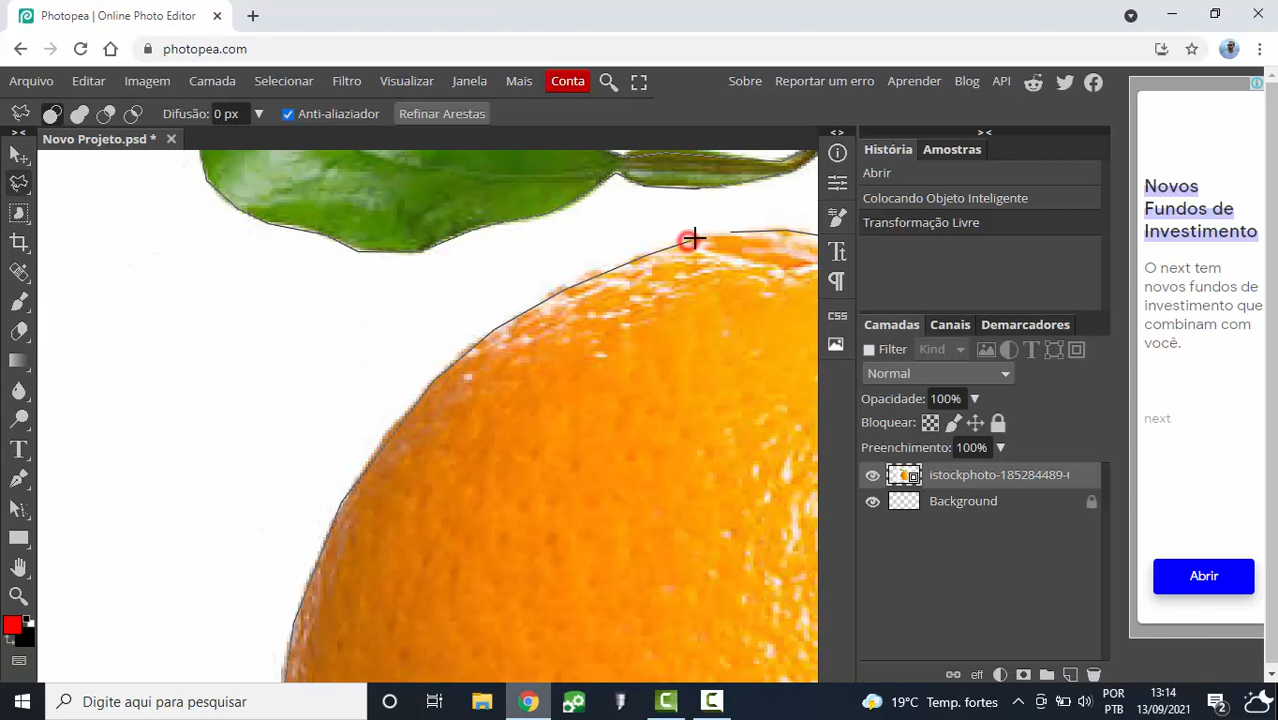 Photopea | Online Photo Editor
photopea.com
Arquivo Editar Imagem Camada Selecionar Filtro Visualizar Janela Mais Conta Sobre Reportar um erro Aprender Blog API
Difusão: 0 px Anti-aliaziador Refinar Arestas
Novo Projeto.psd *
História Amostras
Abrir
Colocando Objeto Inteligente
Transformação Livre
CSS
Camadas Canais Demarcadores
Filter Kind
Normal
Opacidade: 100%
Bloquear:
Preenchimento: 100%
istockphoto-185284489-
Background
eff
Novos
Fundos de
Investimento
O next tem
novos fundos de
investimento que
combinam com
você.
next
Abrir
Digite aqui para pesquisar
19°C Temp. fortes
POR
PTB
13:14
13/09/2021
2